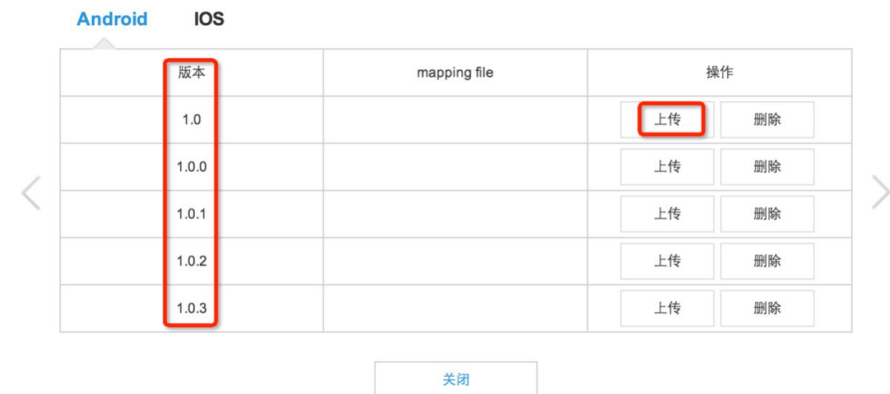 Android IOS
版本 mapping file 操作
1.0 上传 删除
1.0.0 上传 删除
1.0.1 上传 删除
1.0.2 上传 删除
1.0.3 上传 删除
关闭